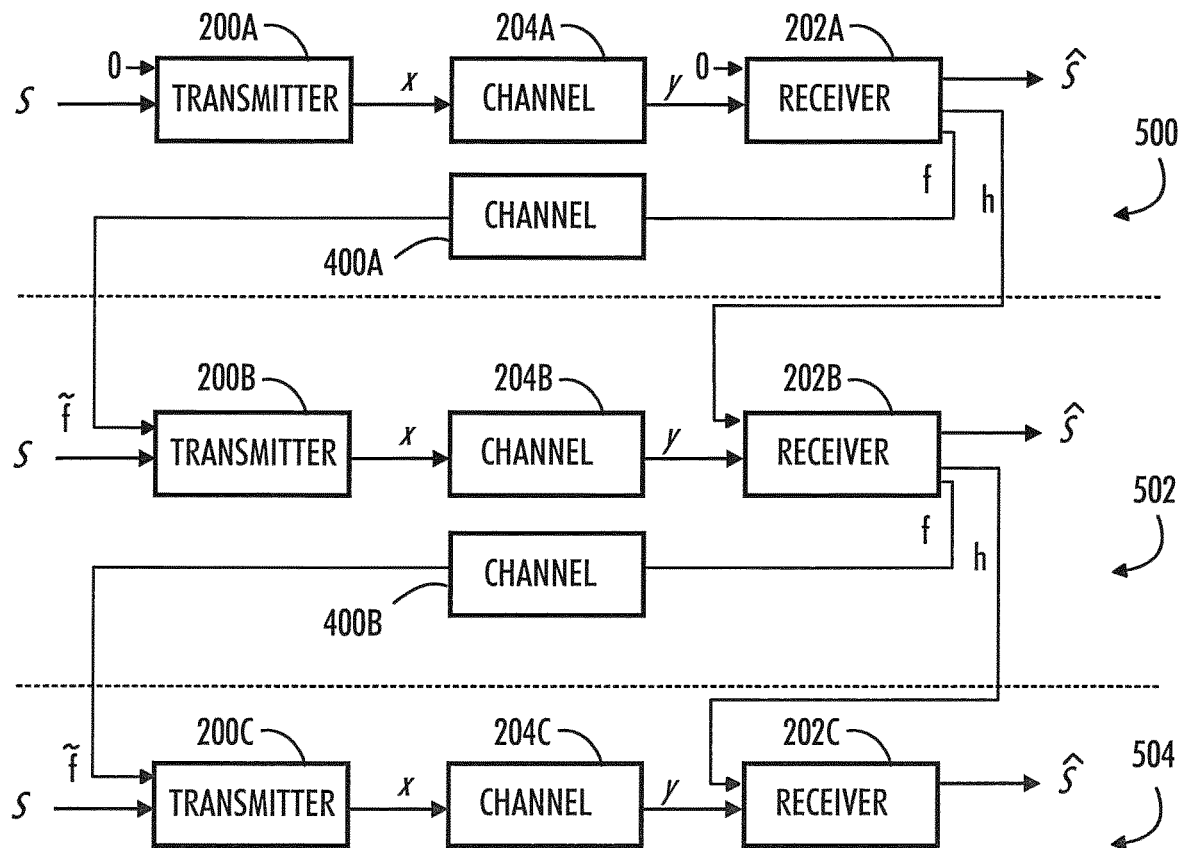 200A 204A 202A
0 0
S TRANSMITTER x CHANNEL y RECEIVER Ŝ
500
f h
CHANNEL
400A
200B 204B 202B
f̃
S TRANSMITTER x CHANNEL y RECEIVER Ŝ
502
f h
CHANNEL
400B
200C 204C 202C
f̃
S TRANSMITTER x CHANNEL y RECEIVER Ŝ
504